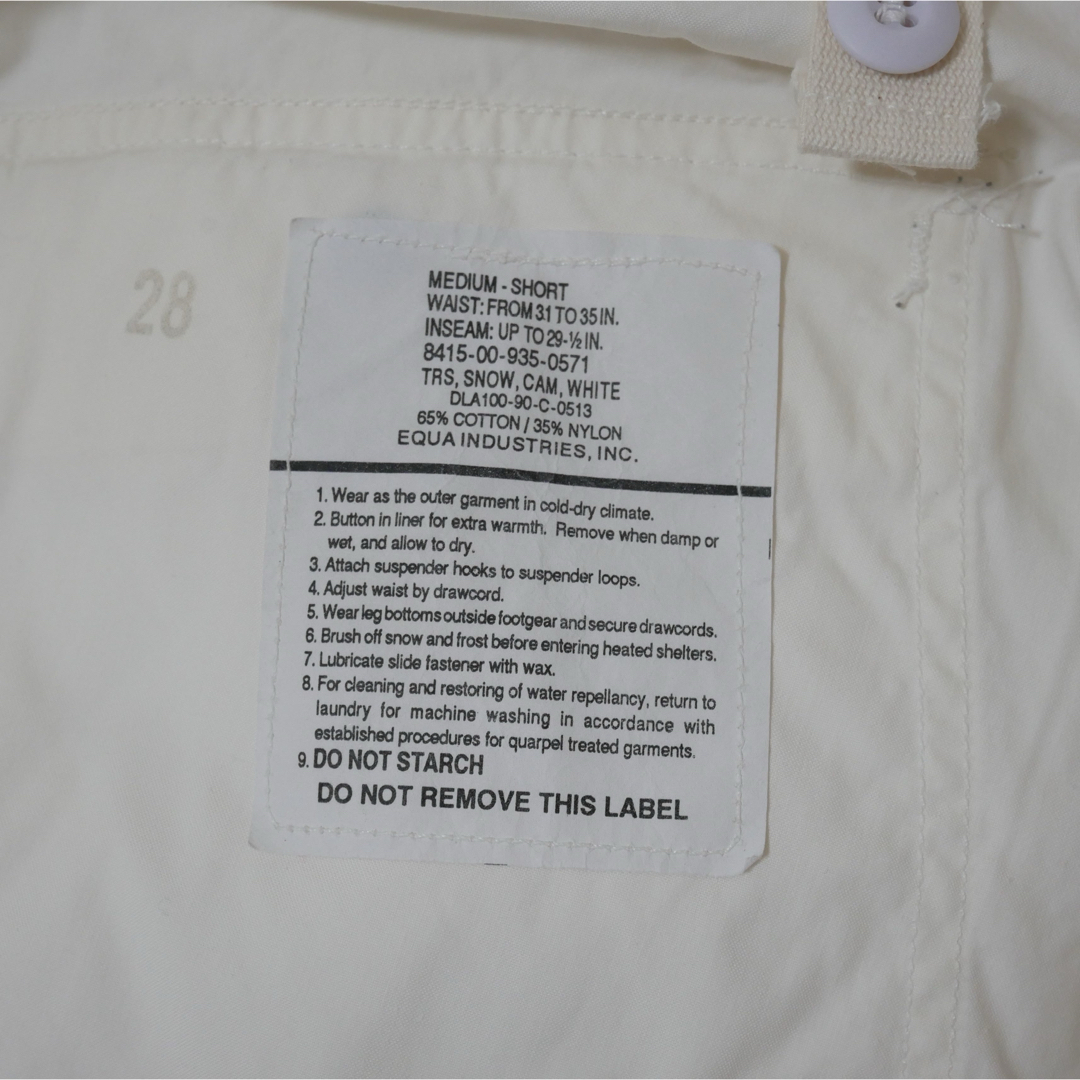 28
MEDIUM - SHORT
WAIST: FROM 31 TO 35 IN.
INSEAM: UP TO 29-½ IN.
8415-00-935-0571
TRS, SNOW, CAM, WHITE
DLA100-90-C-0513
65% COTTON / 35% NYLON
EQUA INDUSTRIES, INC.
1. Wear as the outer garment in cold-dry climate.
2. Button in liner for extra warmth. Remove when damp or
wet, and allow to dry.
3. Attach suspender hooks to suspender loops.
4. Adjust waist by drawcord.
5. Wear leg bottoms outside footgear and secure drawcords.
6. Brush off snow and frost before entering heated shelters.
7. Lubricate slide fastener with wax.
8. For cleaning and restoring of water repellancy, return to
laundry for machine washing in accordance with
established procedures for quarpel treated garments.
9. DO NOT STARCH
DO NOT REMOVE THIS LABEL